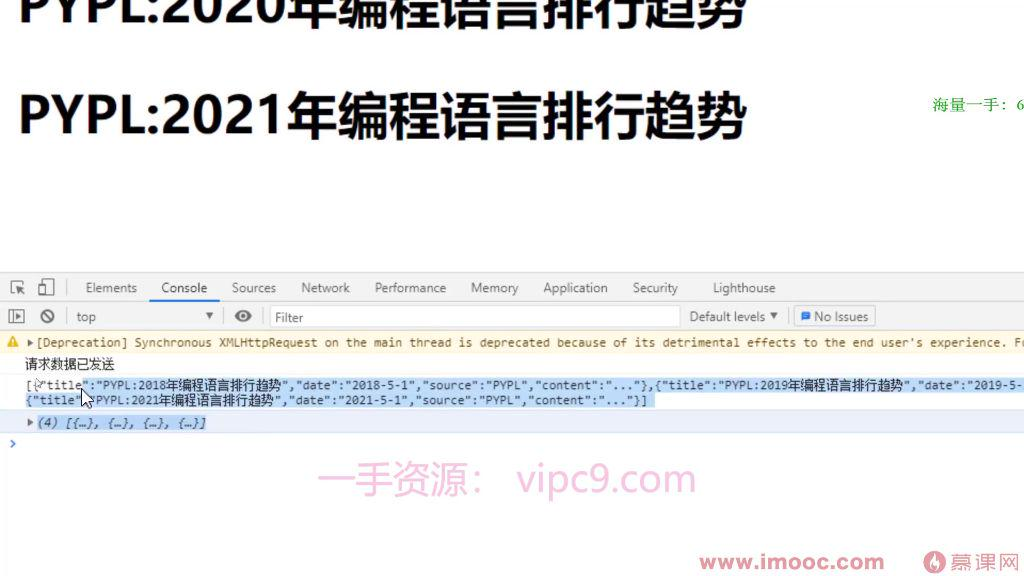 PYPL:2020年编程语言排行趋势
PYPL:2021年编程语言排行趋势
海量一手: 6
Elements Console Sources Network Performance Memory Application Security Lighthouse
top Filter Default levels ▼ No Issues
[Deprecation] Synchronous XMLHttpRequest on the main thread is deprecated because of its detrimental effects to the end user's experience. Fo
请求数据已发送
[{"title":"PYPL:2018年编程语言排行趋势","date":"2018-5-1","source":"PYPL","content":"..."},{"title":"PYPL:2019年编程语言排行趋势","date":"2019-5-
{"title":"PYPL:2021年编程语言排行趋势","date":"2021-5-1","source":"PYPL","content":"..."}]
(4) [{…}, {…}, {…}, {…}]
一手资源: vipc9.com
www.imooc.com 慕课网